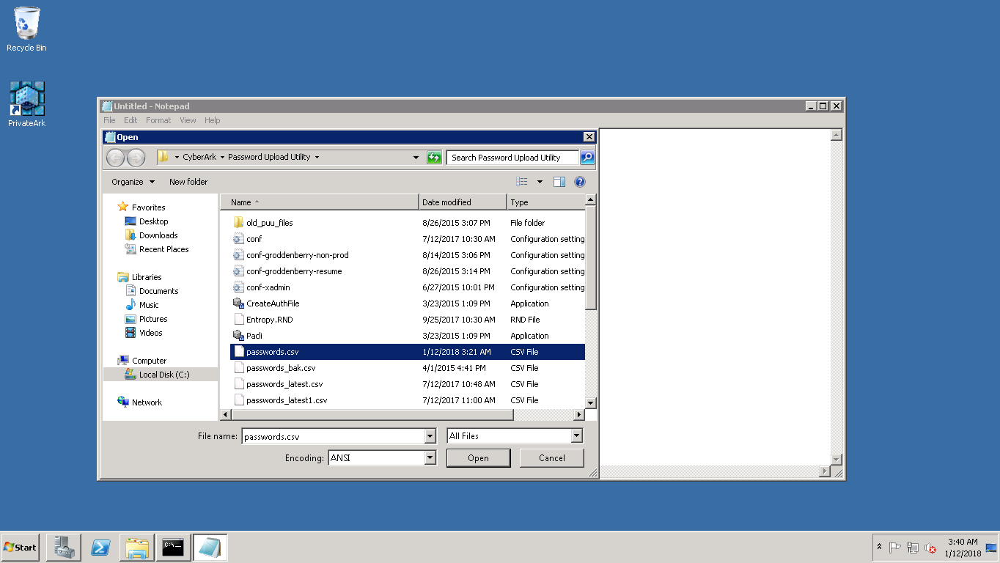 Recycle Bin
PrivateArk
Untitled - Notepad
File Edit Format View Help
Open
CyberArk Password Upload Utility
Search Password Upload Utility
Organize New folder
Favorites
Desktop
Downloads
Recent Places
Libraries
Documents
Music
Pictures
Videos
Computer
Local Disk (C:)
Network
Name Date modified Type
old_puu_files 8/26/2015 3:07 PM File folder
conf 7/12/2017 10:30 AM Configuration setting
conf-groddenberry-non-prod 8/14/2015 3:06 PM Configuration setting
conf-groddenberry-resume 8/26/2015 3:14 PM Configuration setting
conf-xadmin 6/27/2015 10:01 PM Configuration setting
CreateAuthFile 3/23/2015 1:09 PM Application
Entropy.RND 9/25/2017 10:30 AM RND File
Pacli 3/23/2015 1:09 PM Application
passwords.csv 1/12/2018 3:21 AM CSV File
passwords_bak.csv 4/1/2015 4:41 PM CSV File
passwords_latest.csv 7/12/2017 10:48 AM CSV File
passwords_latest1.csv 7/12/2017 11:00 AM CSV File
File name: passwords.csv All Files
Encoding: ANSI Open Cancel
Start
C:\
3:40 AM
1/12/2018